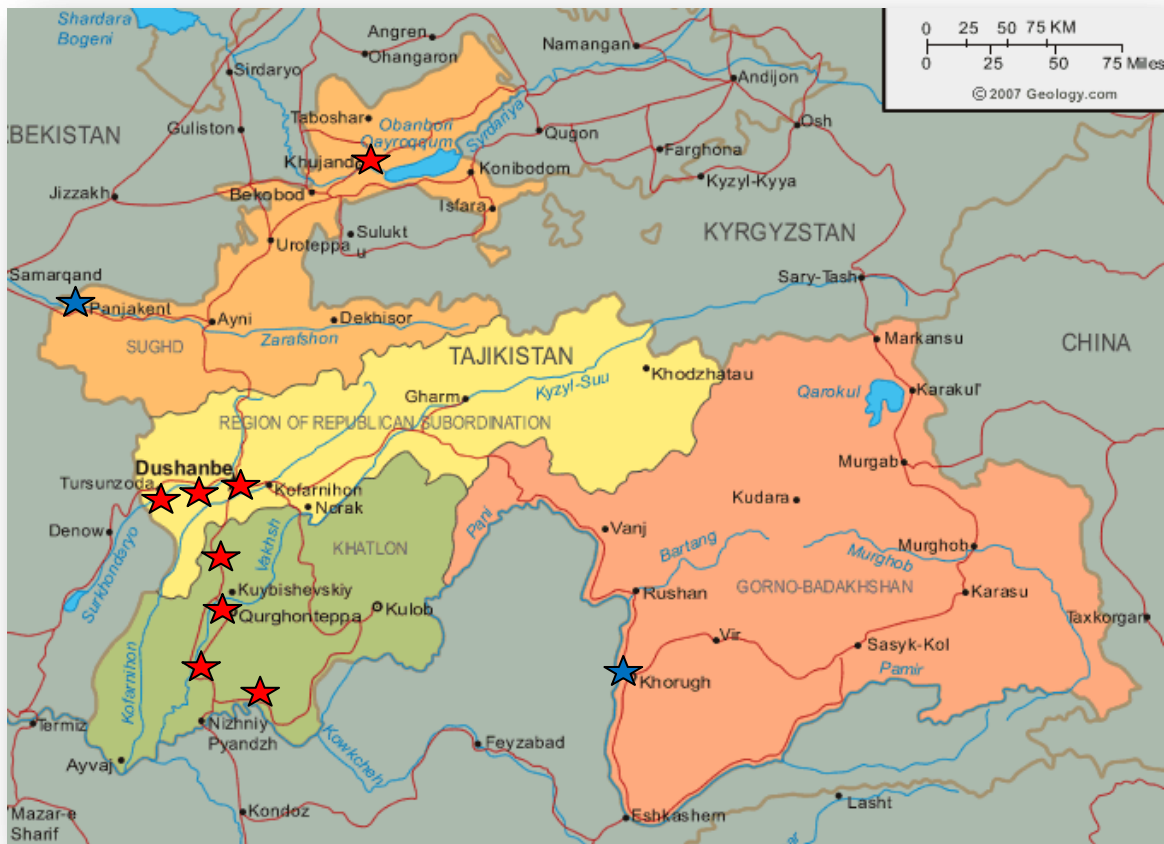 Shardara
Bogeni
Angren
Ohangaron
Namangan
0 25 50 75 KM
0 25 50 75 Miles
© 2007 Geology.com
Sirdaryo
Andijon
Taboshar
Obanbori
Qayroqqum
Syrdanya
Guliston
ZBEKISTAN
Qugon
Osh
Farghona
Khujand
Konibodom
Kyzyl-Kyya
Jizzakh
Bekobod
Isfara
Sulukt
u
Uroteppa
KYRGYZSTAN
Samarqand
Sary-Tash
Panjakent
Ayni
Dekhisor
Zarafshon
SUGHD
Markansu
CHINA
TAJIKISTAN
Khodzhatau
Kyzyl-Suu
Gharm
Qarokul
Karakul'
REGION OF REPUBLICAN SUBORDINATION
Dushanbe
Murgab
Tursunzoda
Kofarnihon
Norak
Kudara
Denow
Surkhondaryo
Vakhsh
KHATLON
Panj
Vanj
Bartang
Murghob
Murghob
Kuybishevskiy
Qurghonteppa
Kulob
Rushan
GORNO-BADAKHSHAN
Karasu
Taxkorgan
Vir
Sasyk-Kol
Pamir
Khorugh
Kofarnihon
Termiz
Nizhniy
Pyandzh
Kowkcheh
Feyzabad
Ayvaj
Kondoz
Mazar-e
Sharif
Eshkashem
Lasht
ar